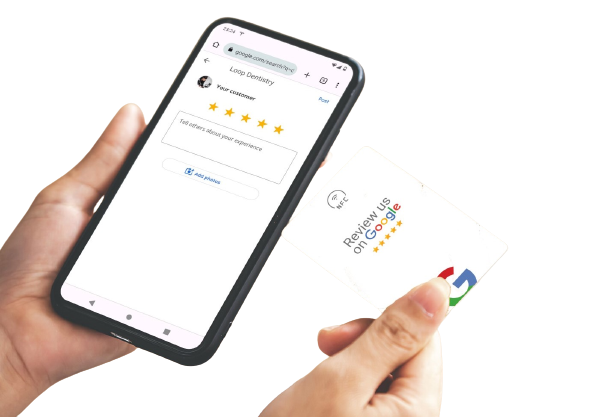 google.com/search?q=c
Loop Dentistry
Your customer
Post
Tell others about your experience
Add photos
NFC
Review us
on Google
G